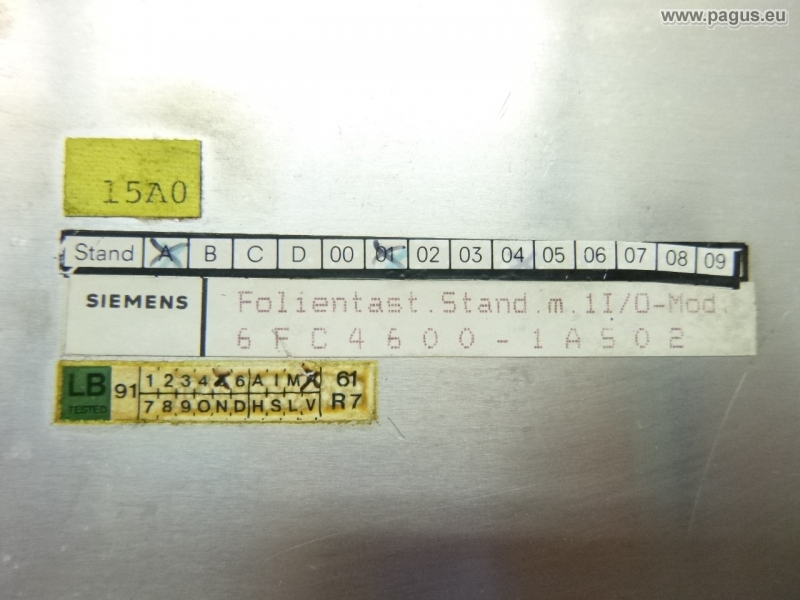 www.pagus.eu
15A0
Stand A B C D 00 01 02 03 04 05 06 07 08 09
SIEMENS Folientast.Stand.m.1I/O-Mod.
6FC4600-1AS02
LB TESTED 91 1 2 3 4 6 A I M 61
7 8 9 O N D H S L V R7